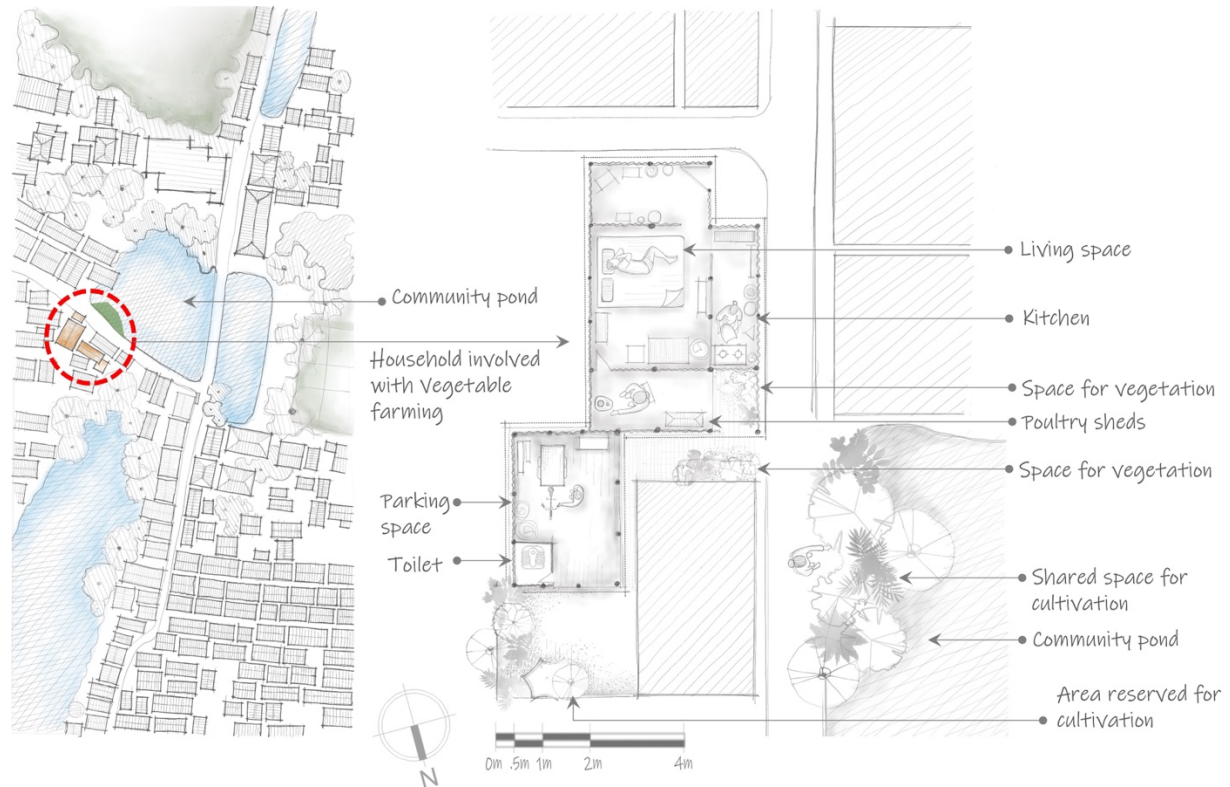 Community pond
Household involved
with Vegetable
farming
Living space
Kitchen
Space for vegetation
Poultry sheds
Space for vegetation
Parking
space
Toilet
Shared space for
cultivation
Community pond
Area reserved for
cultivation
N
0m .5m 1m 2m 4m